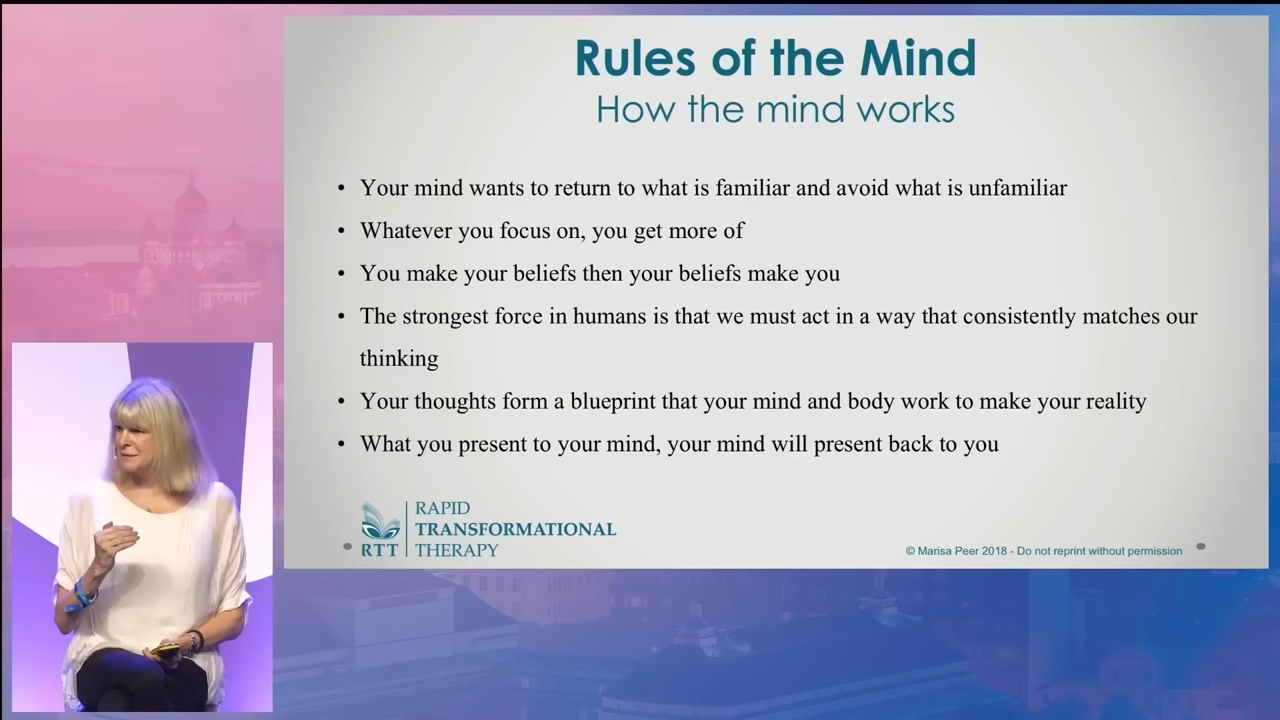 Rules of the Mind
How the mind works
• Your mind wants to return to what is familiar and avoid what is unfamiliar
• Whatever you focus on, you get more of
• You make your beliefs then your beliefs make you
• The strongest force in humans is that we must act in a way that consistently matches our
thinking
• Your thoughts form a blueprint that your mind and body work to make your reality
• What you present to your mind, your mind will present back to you
RAPID
TRANSFORMATIONAL
THERAPY
RTT
© Marisa Peer 2018 - Do not reprint without permission